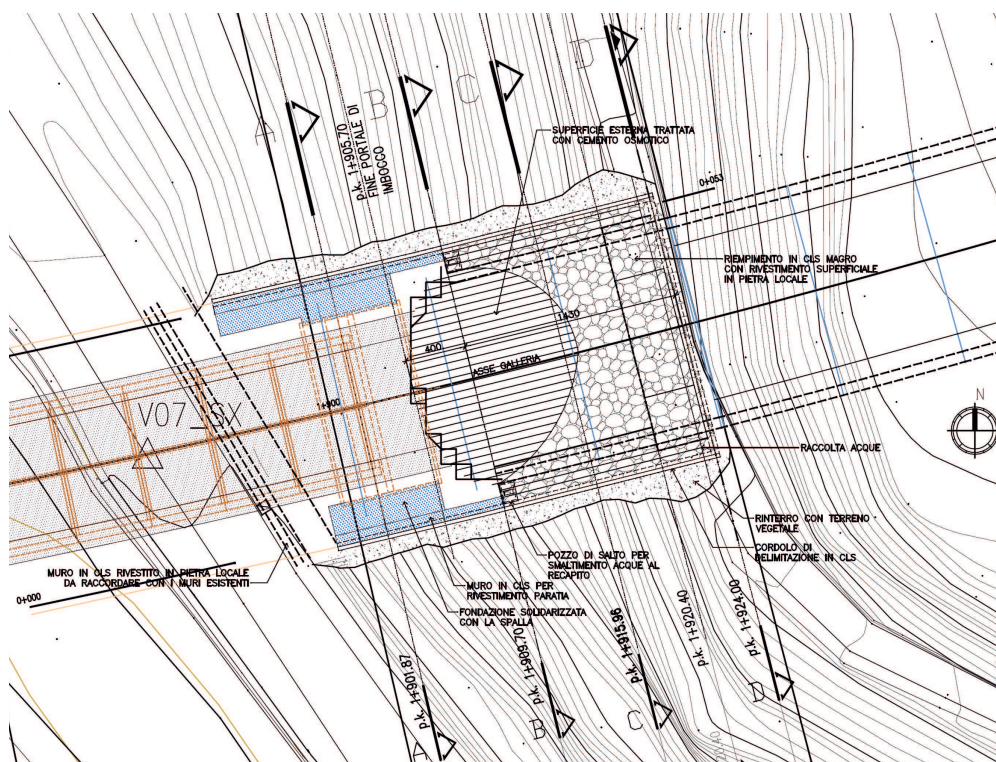 A
B
C
D
p.k. 1+905.70
FINE PORTALE DI
IMBOCCO
SUPERFICIE ESTERNA TRATTATA
CON CEMENTO OSMOTICO
0+053
RIEMPIMENTO IN CLS MAGRO
CON RIVESTIMENTO SUPERFICIALE
IN PIETRA LOCALE
1430
400
ASSE GALLERIA
1+900
V07_SX
N
RACCOLTA ACQUE
RINTERRO CON TERRENO
VEGETALE
CORDOLO DI
DELIMITAZIONE IN CLS
POZZO DI SALTO PER
SMALTIMENTO ACQUE AL
RECAPITO
MURO IN CLS RIVESTITO IN PIETRA LOCALE
DA RACCORDARE CON I MURI ESISTENTI
MURO IN CLS PER
RIVESTIMENTO PARATIA
0+000
FONDAZIONE SOLIDARIZZATA
CON LA SPALLA
p.k. 1+901.87
p.k. 1+909.70
p.k. 1+915.96
p.k. 1+920.40
p.k. 1+924.00
A
B
C
D